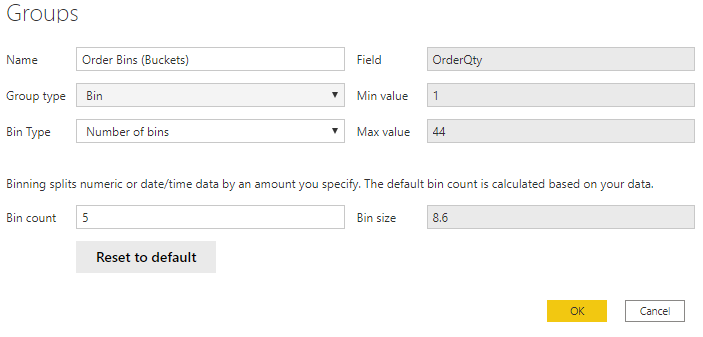 Groups
Name Order Bins (Buckets) Field OrderQty
Group type Bin Min value 1
Bin Type Number of bins Max value 44
Binning splits numeric or date/time data by an amount you specify. The default bin count is calculated based on your data.
Bin count 5 Bin size 8.6
Reset to default
OK Cancel